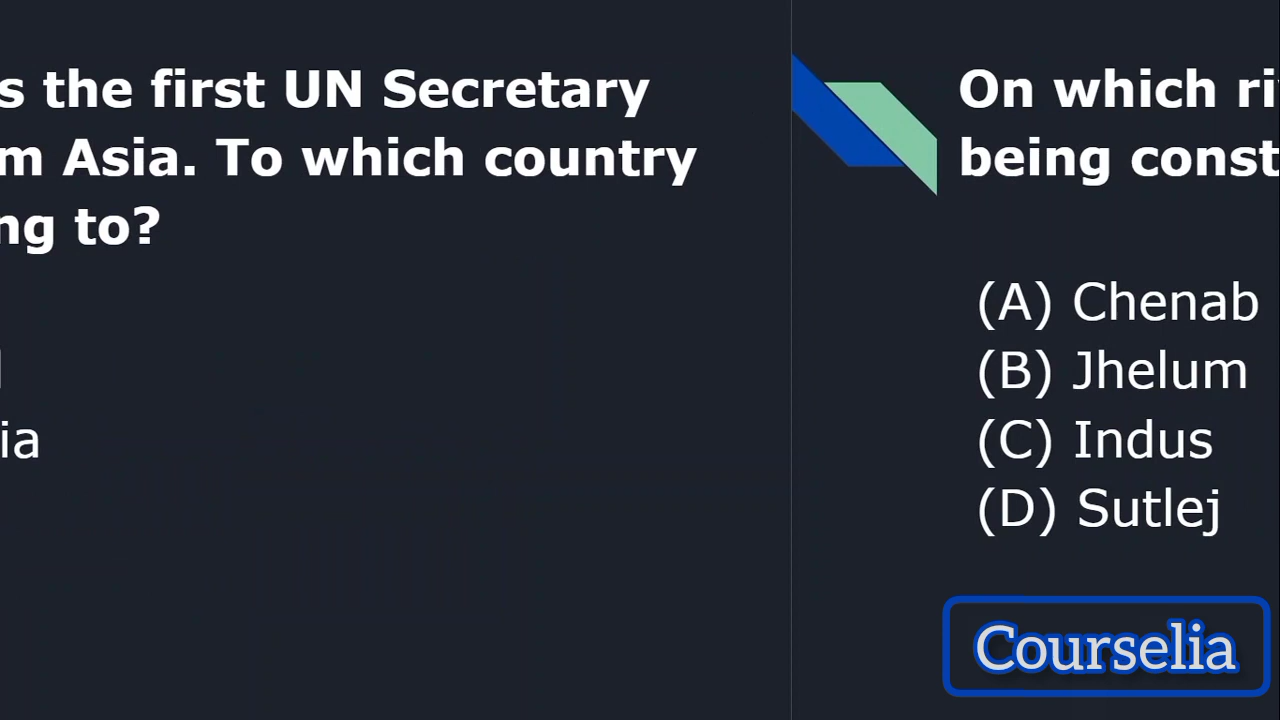 s the first UN Secretary
m Asia. To which country
ng to?
ia
On which ri
being const
(A) Chenab
(B) Jhelum
(C) Indus
(D) Sutlej
Courselia